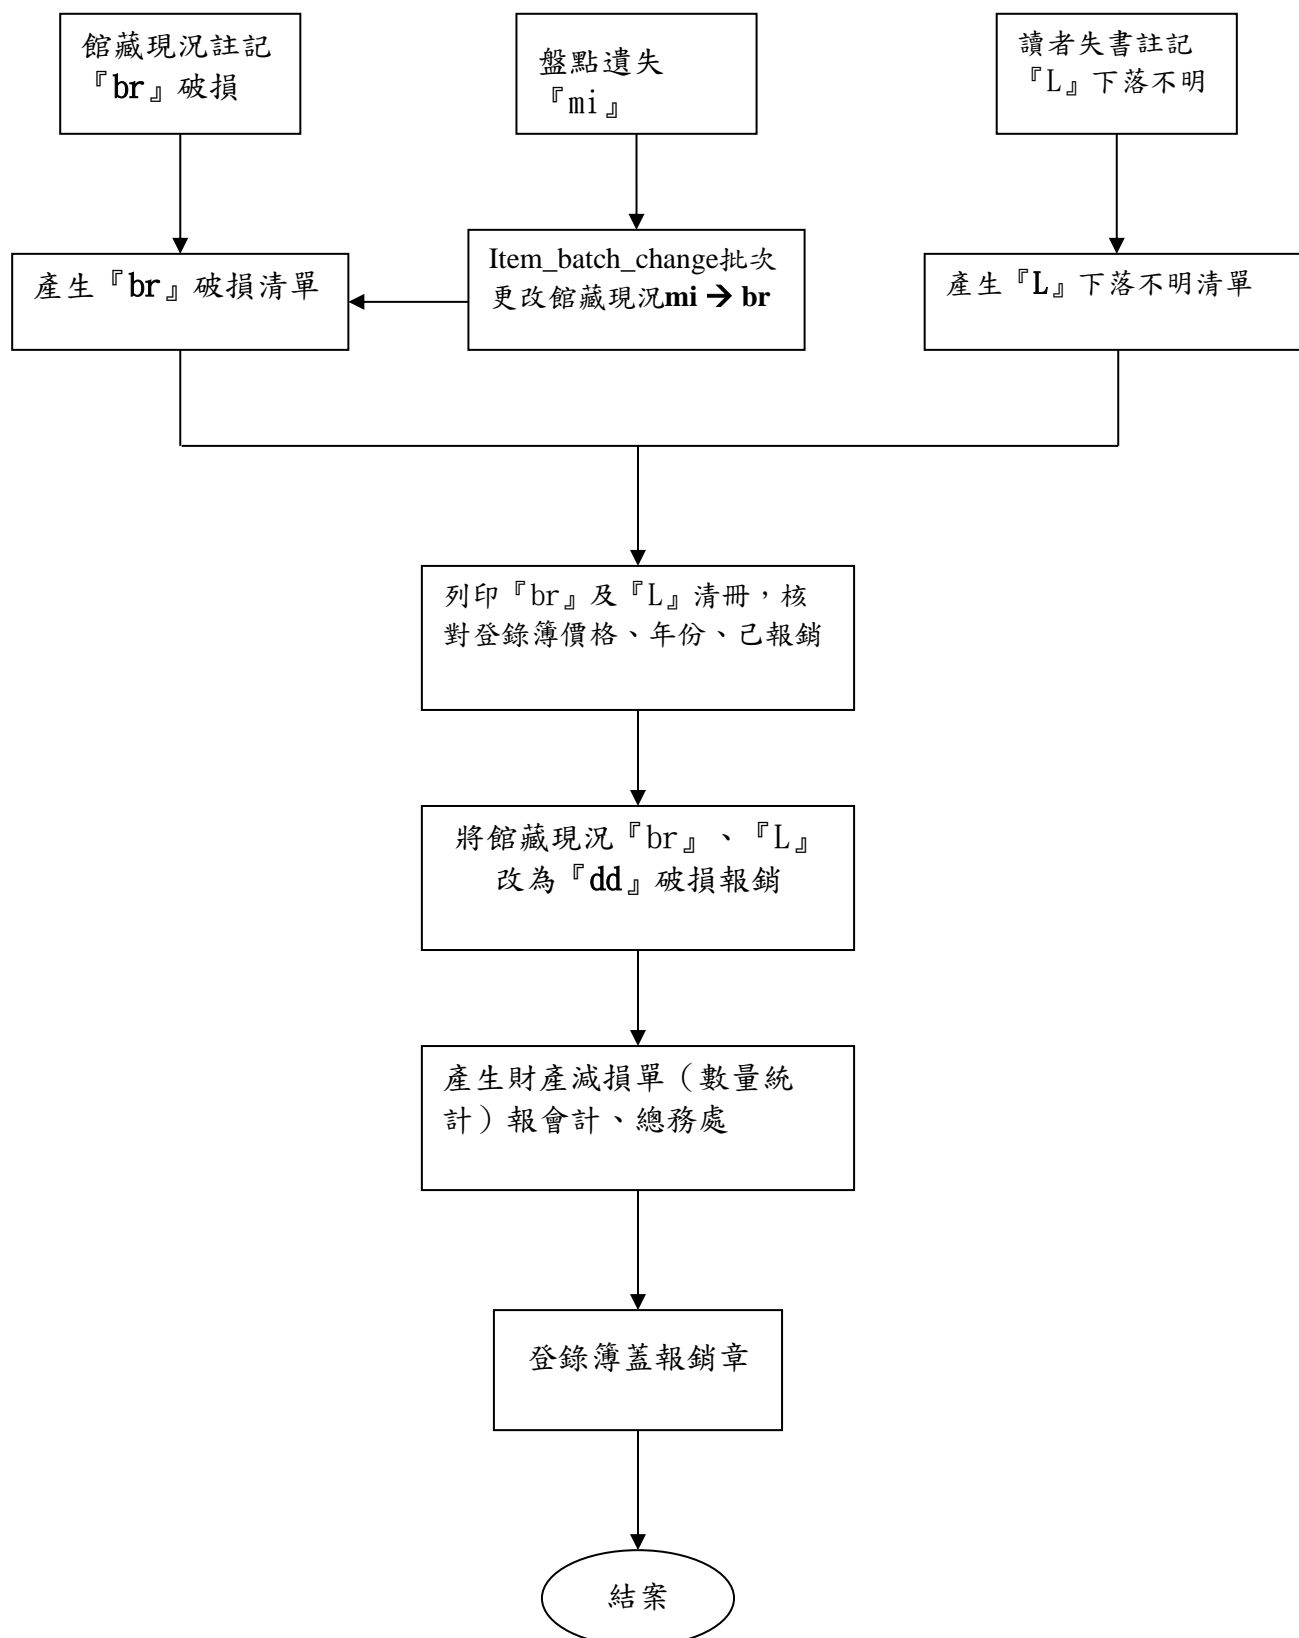 館藏現況註記
『br』破損
盤點遺失
『mi』
讀者失書註記
『L』下落不明
產生『br』破損清單
Item_batch_change批次
更改館藏現況mi → br
產生『L』下落不明清單
列印『br』及『L』清冊，核
對登錄簿價格、年份、己報銷
將館藏現況『br』、『L』
改為『dd』破損報銷
產生財產減損單（數量統
計）報會計、總務處
登錄簿蓋報銷章
結案